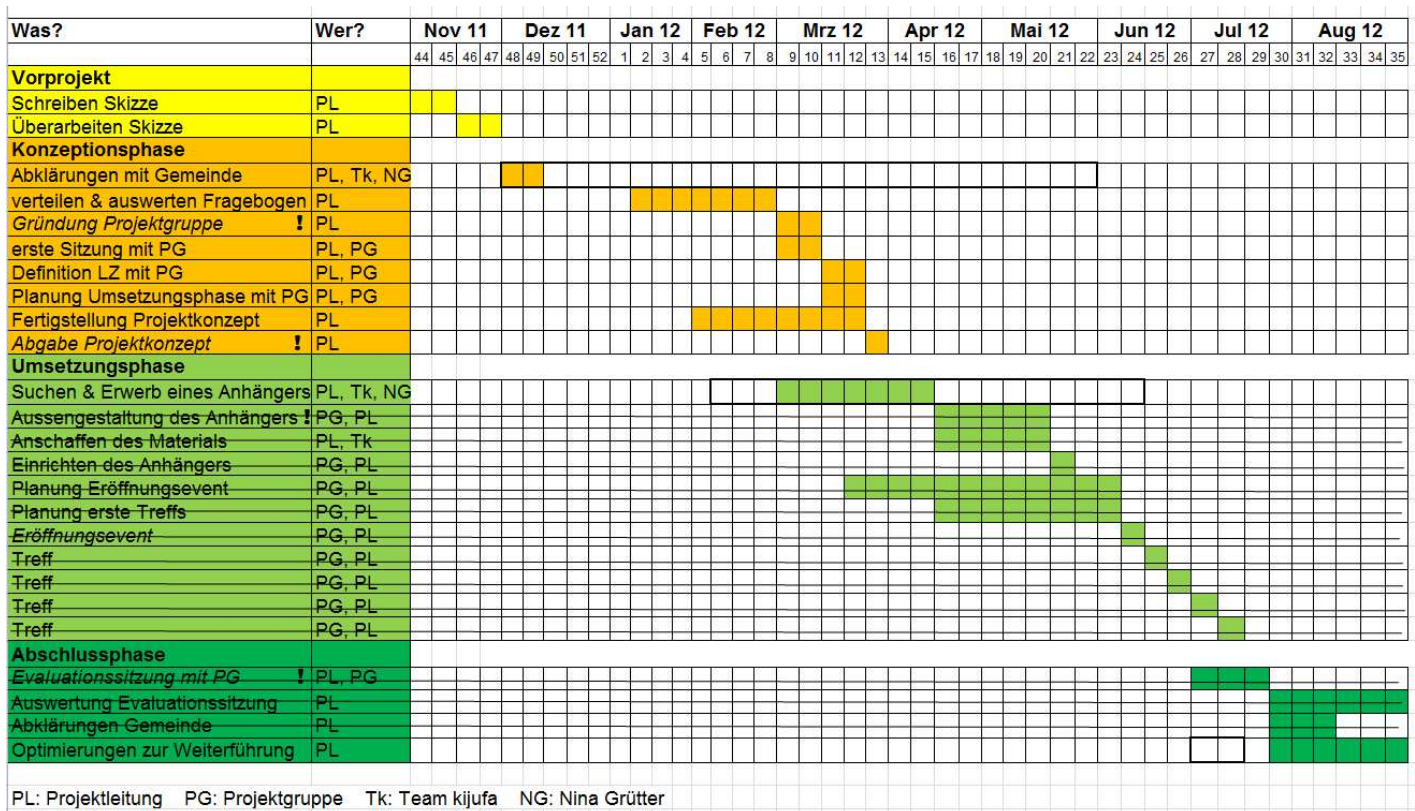 Was? Wer? Nov 11 Dez 11 Jan 12 Feb 12 Mrz 12 Apr 12 Mai 12 Jun 12 Jul 12 Aug 12
44 45 46 47 48 49 50 51 52 1 2 3 4 5 6 7 8 9 10 11 12 13 14 15 16 17 18 19 20 21 22 23 24 25 26 27 28 29 30 31 32 33 34 35
Vorprojekt
Schreiben Skizze PL
Überarbeiten Skizze PL
Konzeptionsphase
Abklärungen mit Gemeinde PL, Tk, NG
verteilen & auswerten Fragebogen PL
Gründung Projektgruppe ! PL
erste Sitzung mit PG PL, PG
Definition LZ mit PG PL, PG
Planung Umsetzungsphase mit PG PL, PG
Fertigstellung Projektkonzept PL
Abgabe Projektkonzept ! PL
Umsetzungsphase
Suchen & Erwerb eines Anhängers PL, Tk, NG
Aussengestaltung des Anhängers ! PG, PL
Anschaffen des Materials PL, Tk
Einrichten des Anhängers PG, PL
Planung Eröffnungsevent PG, PL
Planung erste Treffs PG, PL
Eröffnungsevent PG, PL
Treff PG, PL
Treff PG, PL
Treff PG, PL
Treff PG, PL
Abschlussphase
Evaluationssitzung mit PG ! PL, PG
Auswertung Evaluationssitzung PL
Abklärungen Gemeinde PL
Optimierungen zur Weiterführung PL
PL: Projektleitung PG: Projektgruppe Tk: Team kijufa NG: Nina Grütter